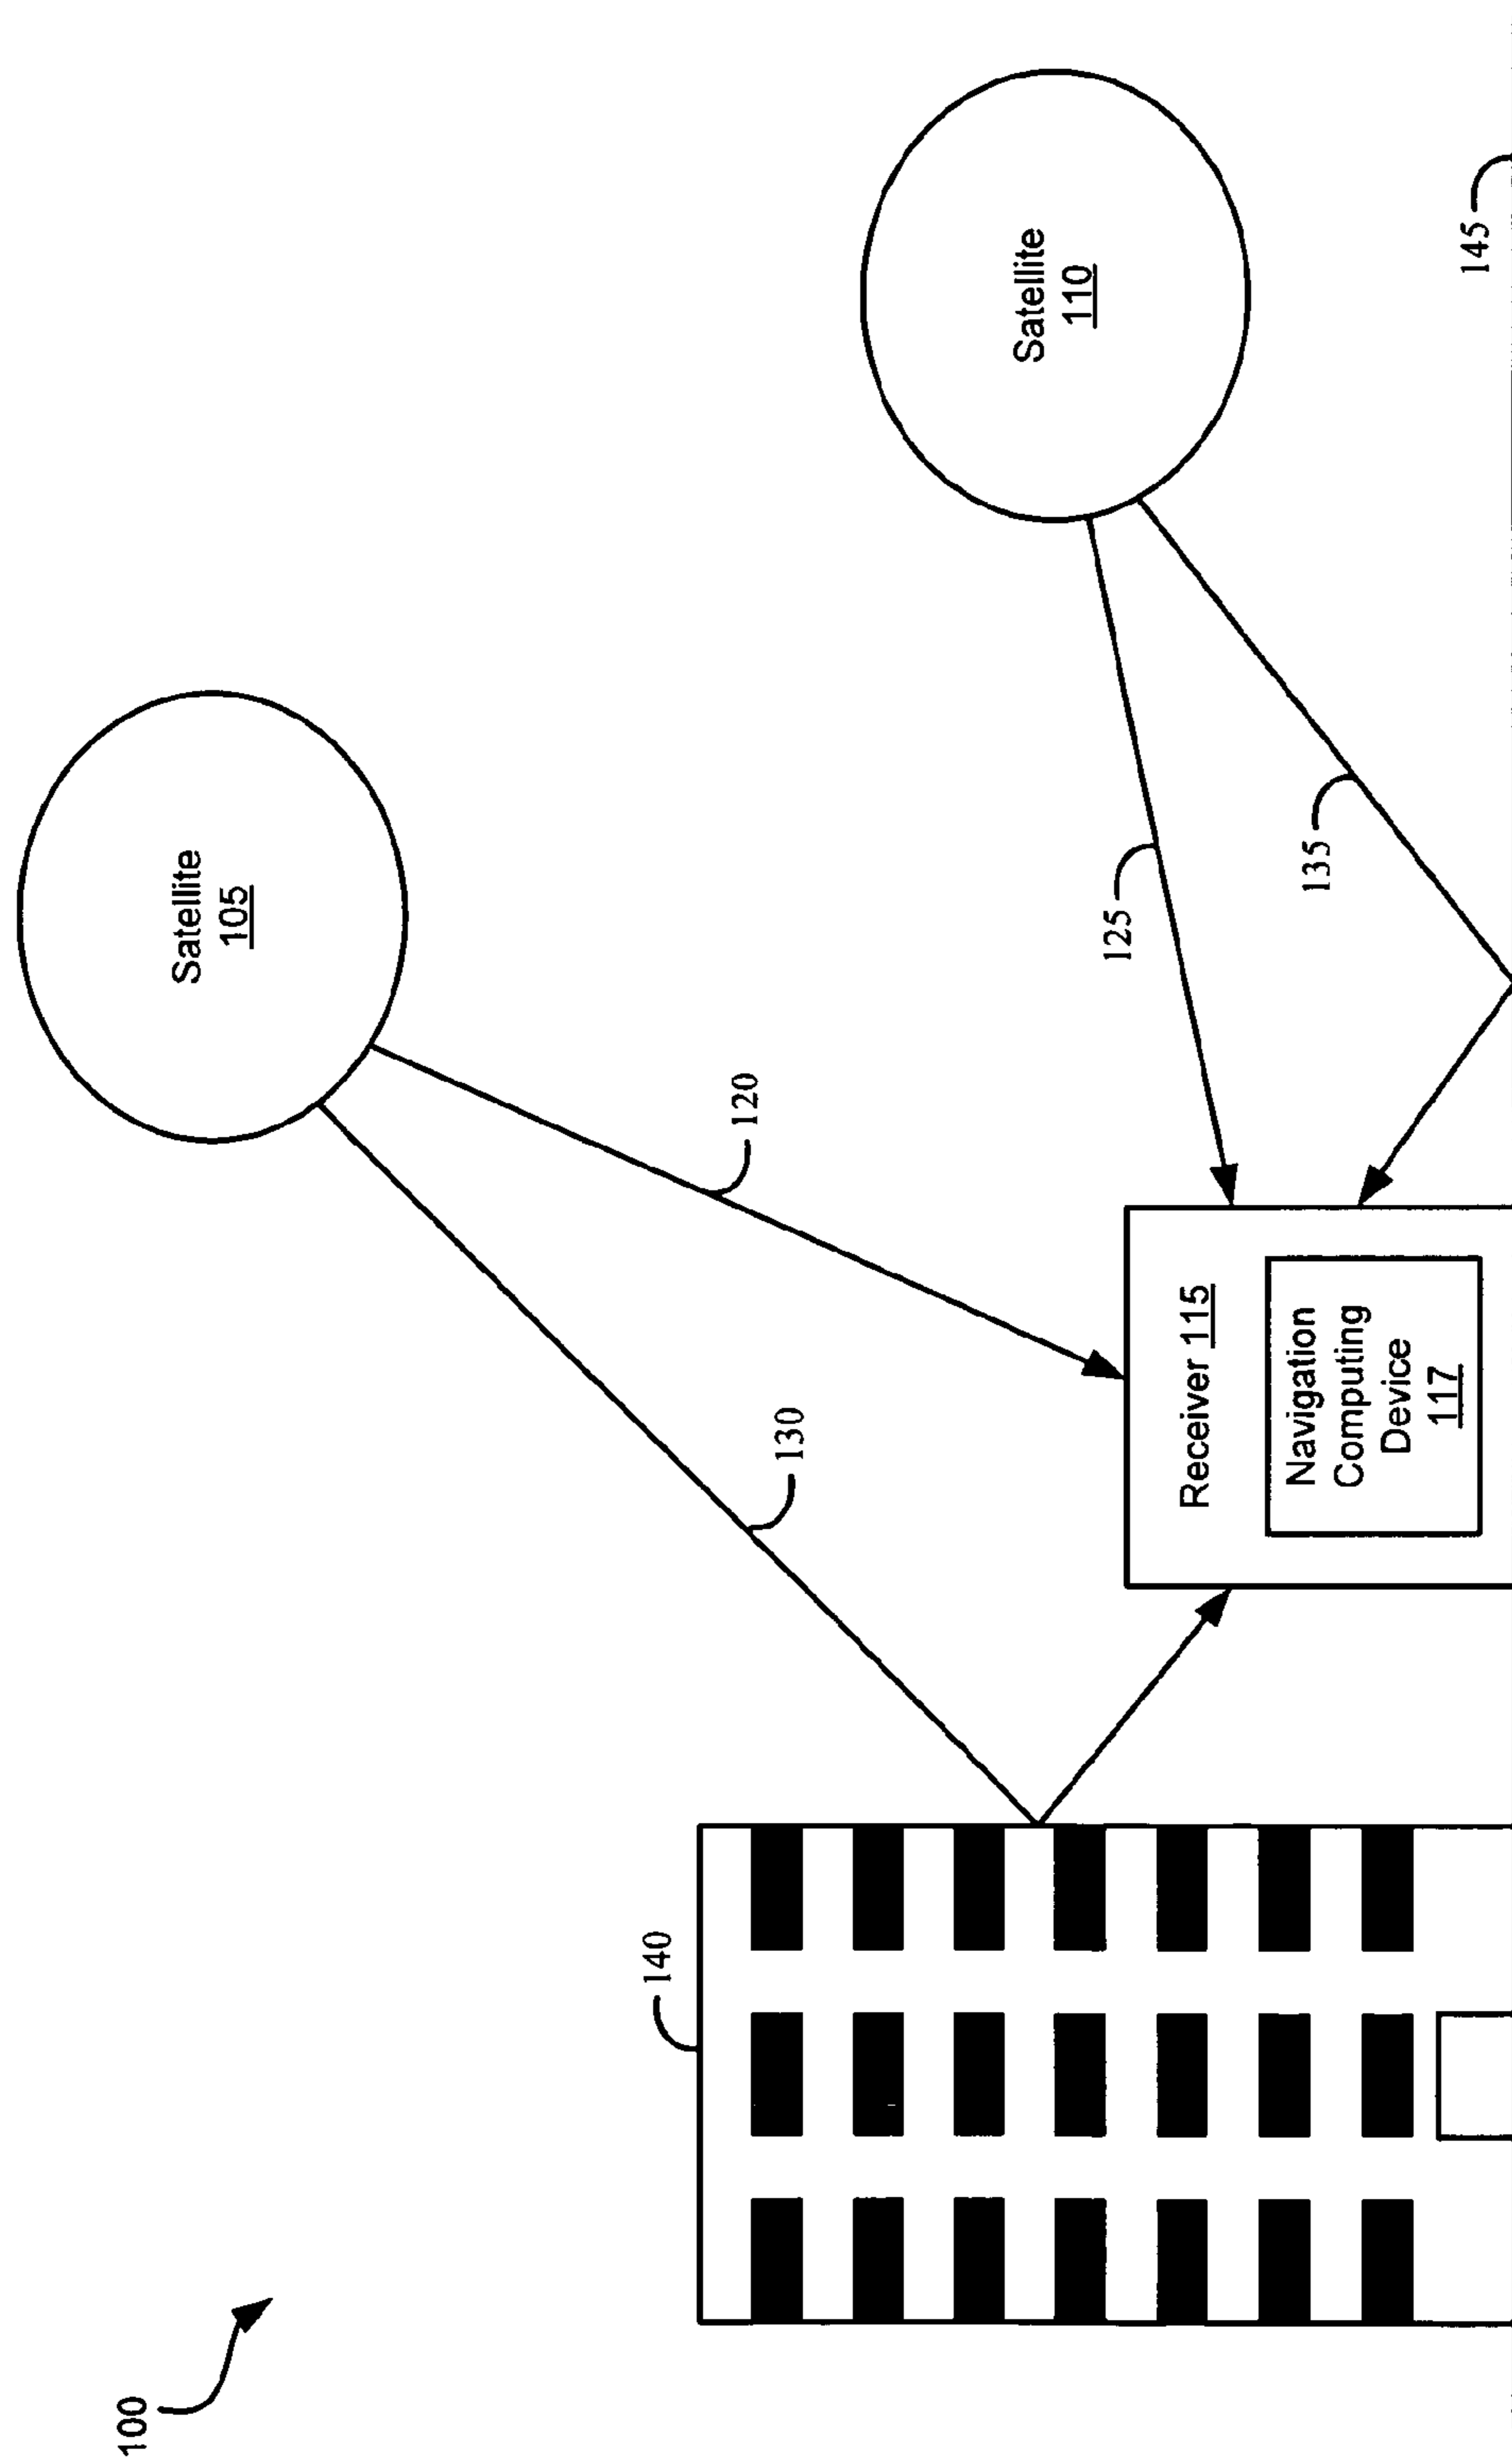 100
Satellite
105
Satellite
110
120
130
125
135
140
145
Receiver 115
Navigation
Computing
Device
117